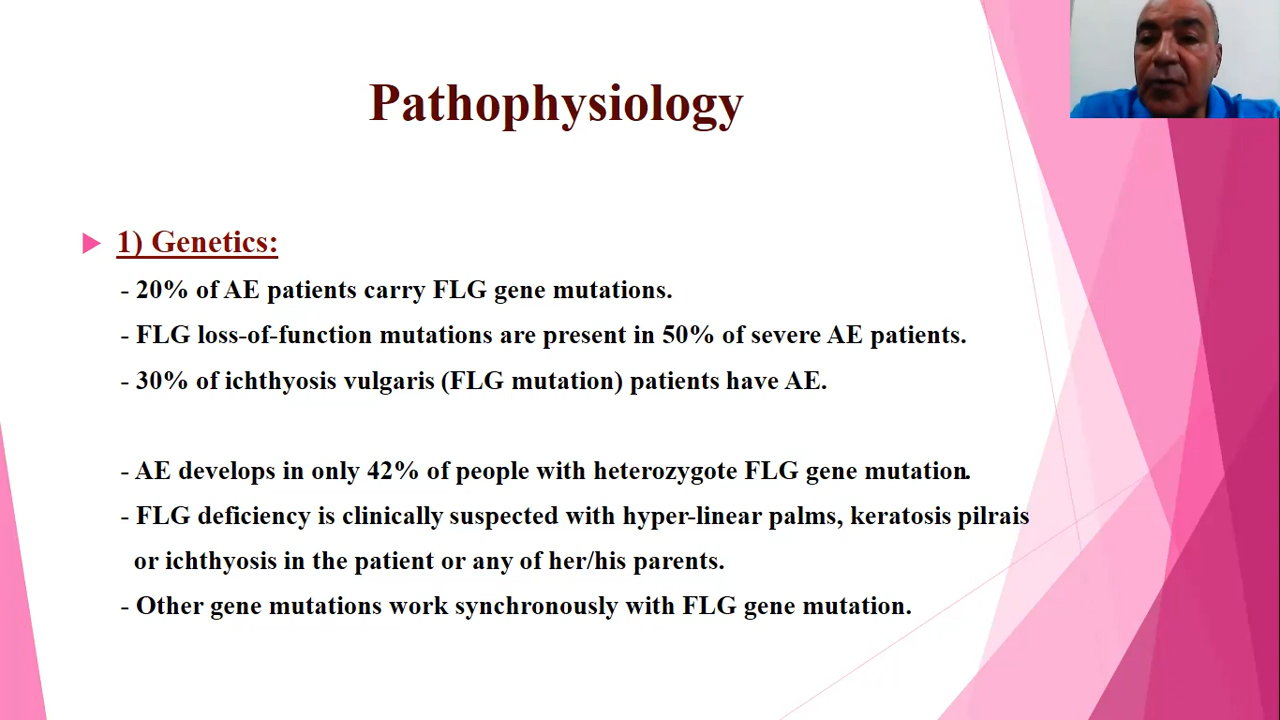 Pathophysiology
1) Genetics:
- 20% of AE patients carry FLG gene mutations.
- FLG loss-of-function mutations are present in 50% of severe AE patients.
- 30% of ichthyosis vulgaris (FLG mutation) patients have AE.
- AE develops in only 42% of people with heterozygote FLG gene mutation.
- FLG deficiency is clinically suspected with hyper-linear palms, keratosis pilrais
or ichthyosis in the patient or any of her/his parents.
- Other gene mutations work synchronously with FLG gene mutation.